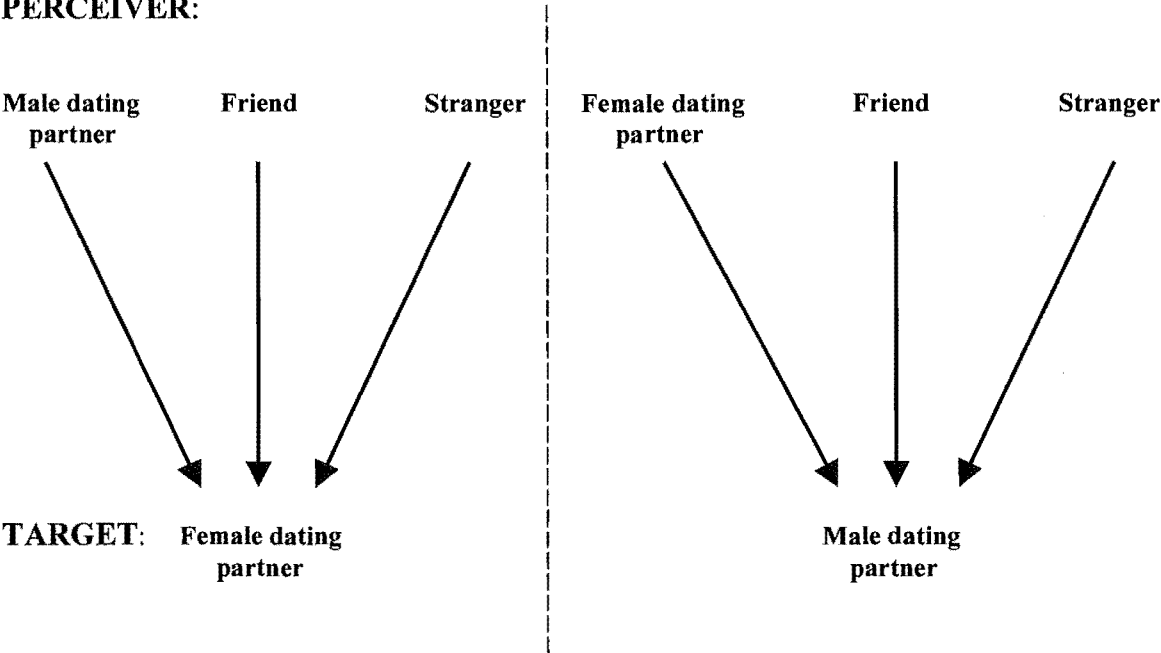 PERCEIVER:
Male dating
partner
Friend
Stranger
Female dating
partner
Friend
Stranger
TARGET:
Female dating
partner
Male dating
partner